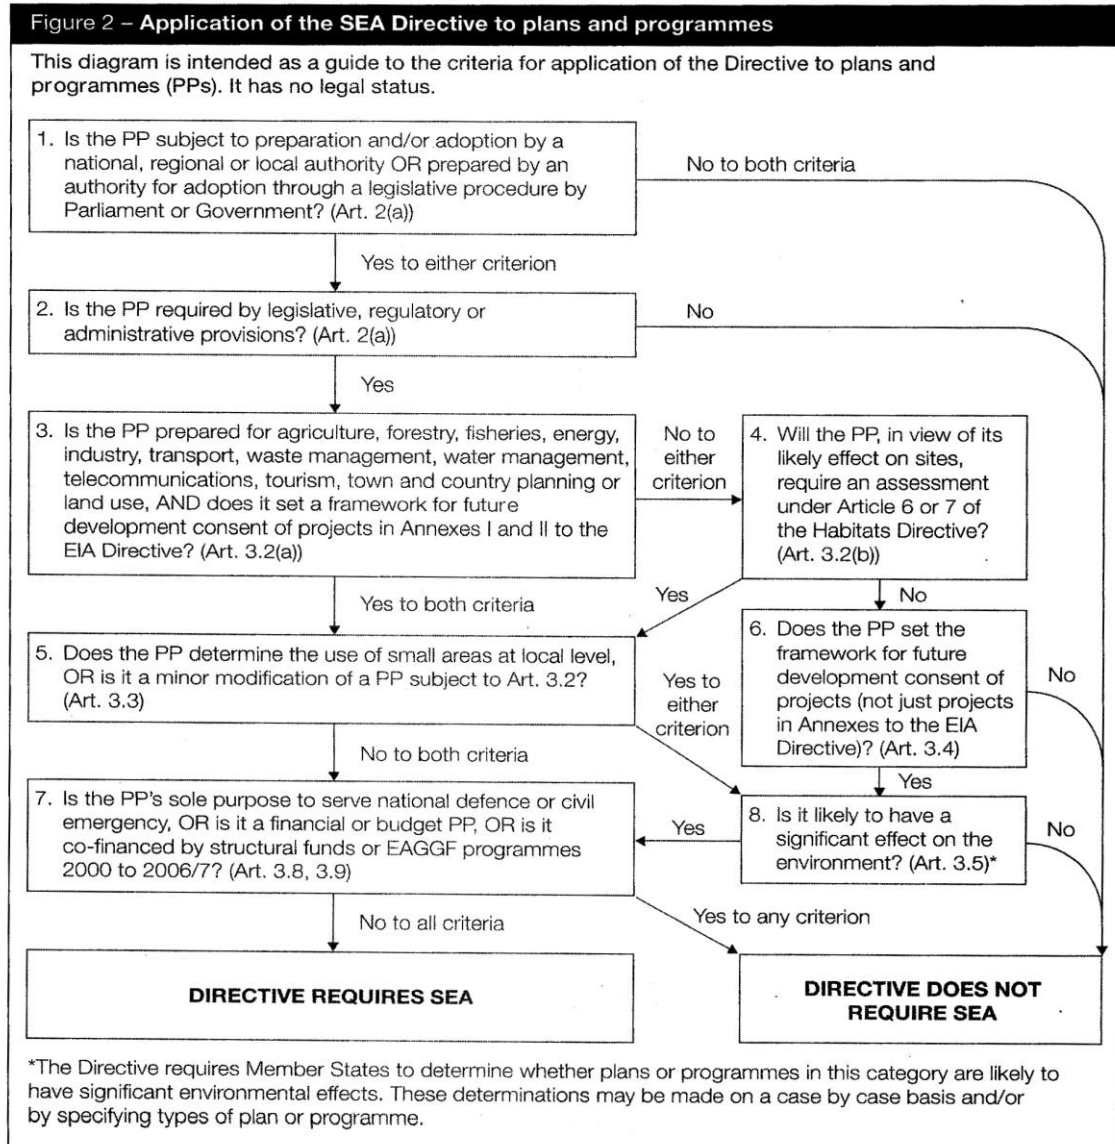 Figure 2 – Application of the SEA Directive to plans and programmes
This diagram is intended as a guide to the criteria for application of the Directive to plans and
programmes (PPs). It has no legal status.
1. Is the PP subject to preparation and/or adoption by a
national, regional or local authority OR prepared by an
authority for adoption through a legislative procedure by
Parliament or Government? (Art. 2(a))
No to both criteria
Yes to either criterion
2. Is the PP required by legislative, regulatory or
administrative provisions? (Art. 2(a))
No
Yes
3. Is the PP prepared for agriculture, forestry, fisheries, energy,
industry, transport, waste management, water management,
telecommunications, tourism, town and country planning or
land use, AND does it set a framework for future
development consent of projects in Annexes I and II to the
EIA Directive? (Art. 3.2(a))
No to
either
criterion
4. Will the PP, in view of its
likely effect on sites,
require an assessment
under Article 6 or 7 of
the Habitats Directive?
(Art. 3.2(b))
Yes to both criteria
Yes
No
5. Does the PP determine the use of small areas at local level,
OR is it a minor modification of a PP subject to Art. 3.2?
(Art. 3.3)
Yes to
either
criterion
6. Does the PP set the
framework for future
development consent of
projects (not just projects
in Annexes to the EIA
Directive)? (Art. 3.4)
No
No to both criteria
Yes
7. Is the PP's sole purpose to serve national defence or civil
emergency, OR is it a financial or budget PP, OR is it
co-financed by structural funds or EAGGF programmes
2000 to 2006/7? (Art. 3.8, 3.9)
Yes
8. Is it likely to have a
significant effect on the
environment? (Art. 3.5)*
No
No to all criteria
Yes to any criterion
DIRECTIVE REQUIRES SEA
DIRECTIVE DOES NOT
REQUIRE SEA
*The Directive requires Member States to determine whether plans or programmes in this category are likely to
have significant environmental effects. These determinations may be made on a case by case basis and/or
by specifying types of plan or programme.